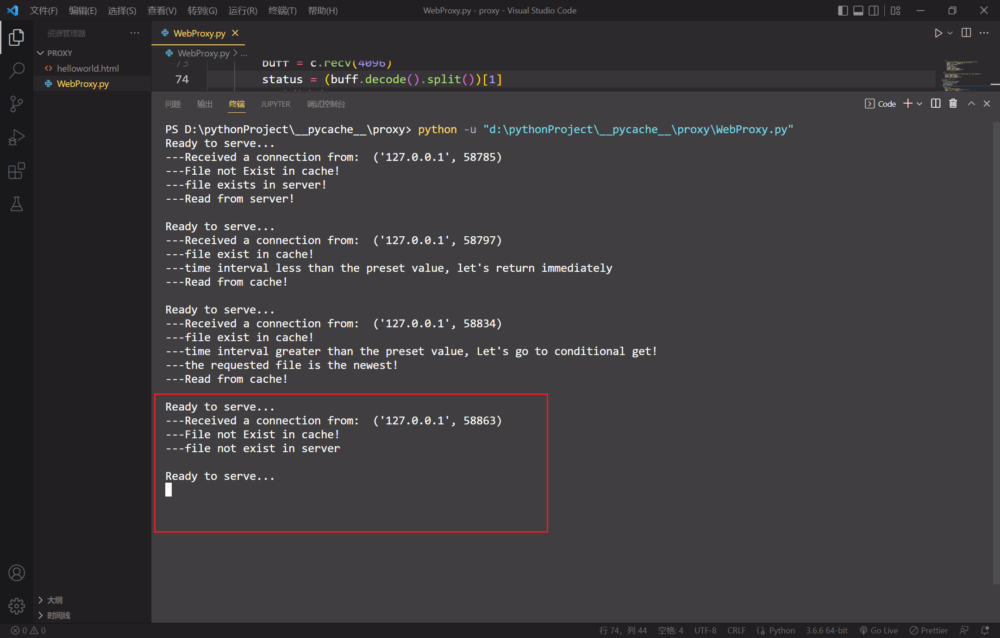 文件(F) 编辑(E) 选择(S) 查看(V) 转到(G) 运行(R) 终端(T) 帮助(H) WebProxy.py - proxy - Visual Studio Code
资源管理器
PROXY
helloworld.html
WebProxy.py
WebProxy.py
WebProxy.py > ...
73 buff = c.recv(4096)
74 status = (buff.decode().split())[1]
问题 输出 终端 JUPYTER 调试控制台 Code
PS D:\pythonProject\__pycache__\proxy> python -u "d:\pythonProject\__pycache__\proxy\WebProxy.py"
Ready to serve...
---Received a connection from:  ('127.0.0.1', 58785)
---File not Exist in cache!
---file exists in server!
---Read from server!
Ready to serve...
---Received a connection from:  ('127.0.0.1', 58797)
---file exist in cache!
---time interval less than the preset value, let's return immediately
---Read from cache!
Ready to serve...
---Received a connection from:  ('127.0.0.1', 58834)
---file exist in cache!
---time interval greater than the preset value, Let's go to conditional get!
---the requested file is the newest!
---Read from cache!
Ready to serve...
---Received a connection from:  ('127.0.0.1', 58863)
---File not Exist in cache!
---file not exist in server
Ready to serve...
大纲
时间线
0 0 行 74，列 44 空格: 4 UTF-8 CRLF Python 3.6.6 64-bit Go Live Prettier